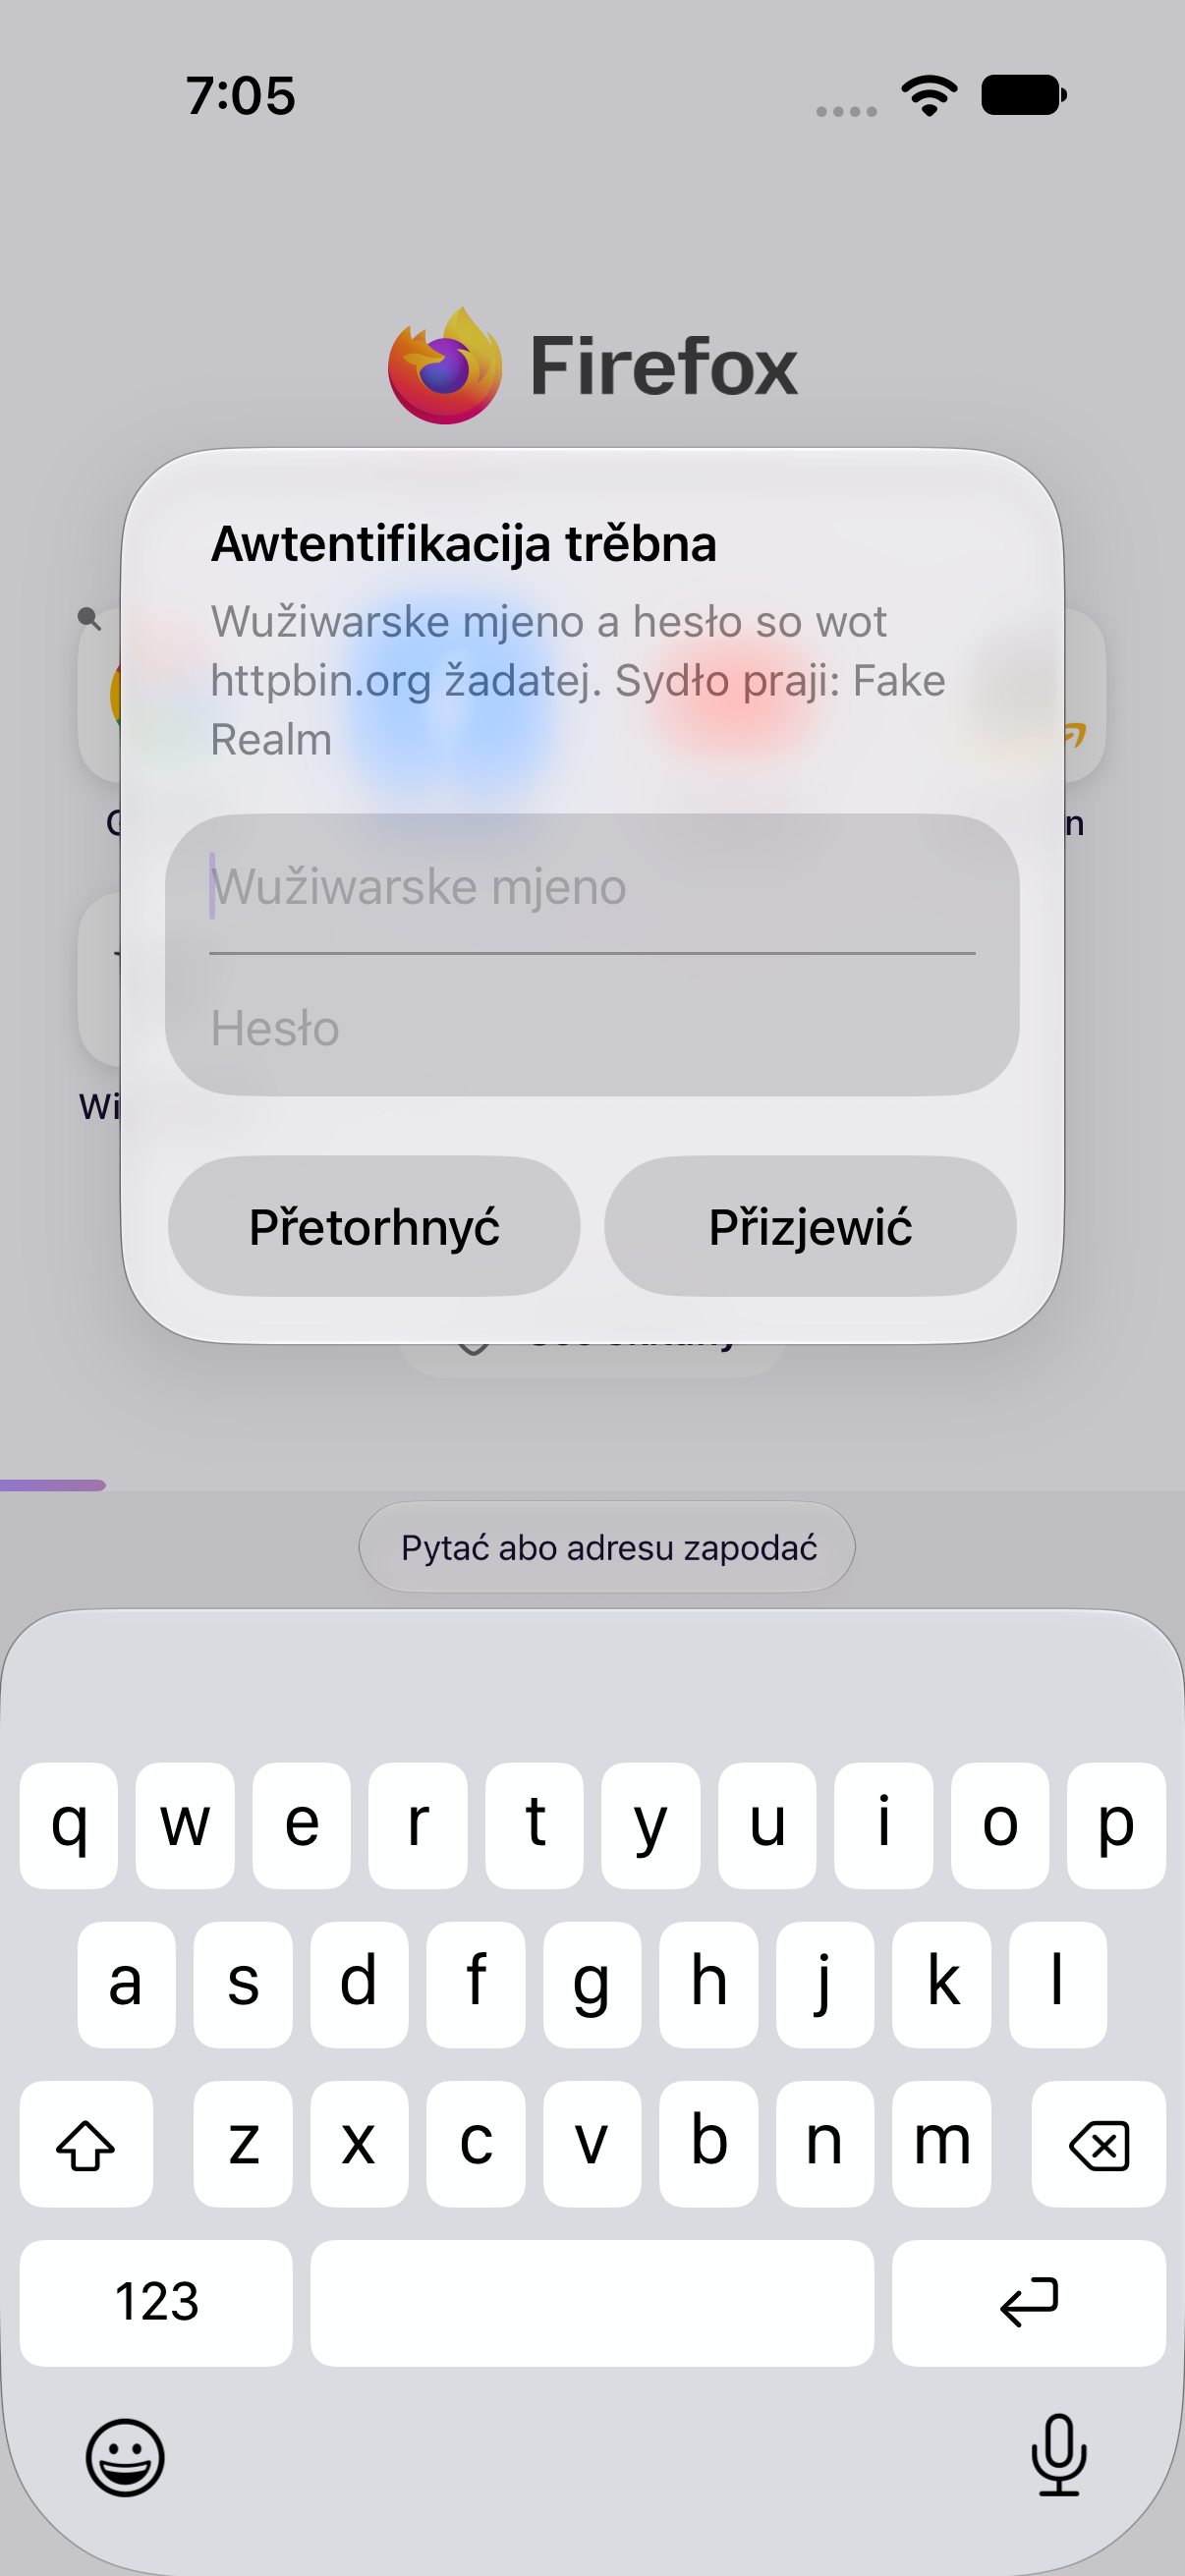 7:05
Firefox
Awtentifikacija trěbna
Wužiwarske mjeno a hesło so wot
httpbin.org žadatej. Sydło praji: Fake
Realm
Wužiwarske mjeno
Hesło
Přetorhnyć
Přizjewić
Pytać abo adresu zapodać
q w e r t y u i o p
a s d f g h j k l
z x c v b n m
123